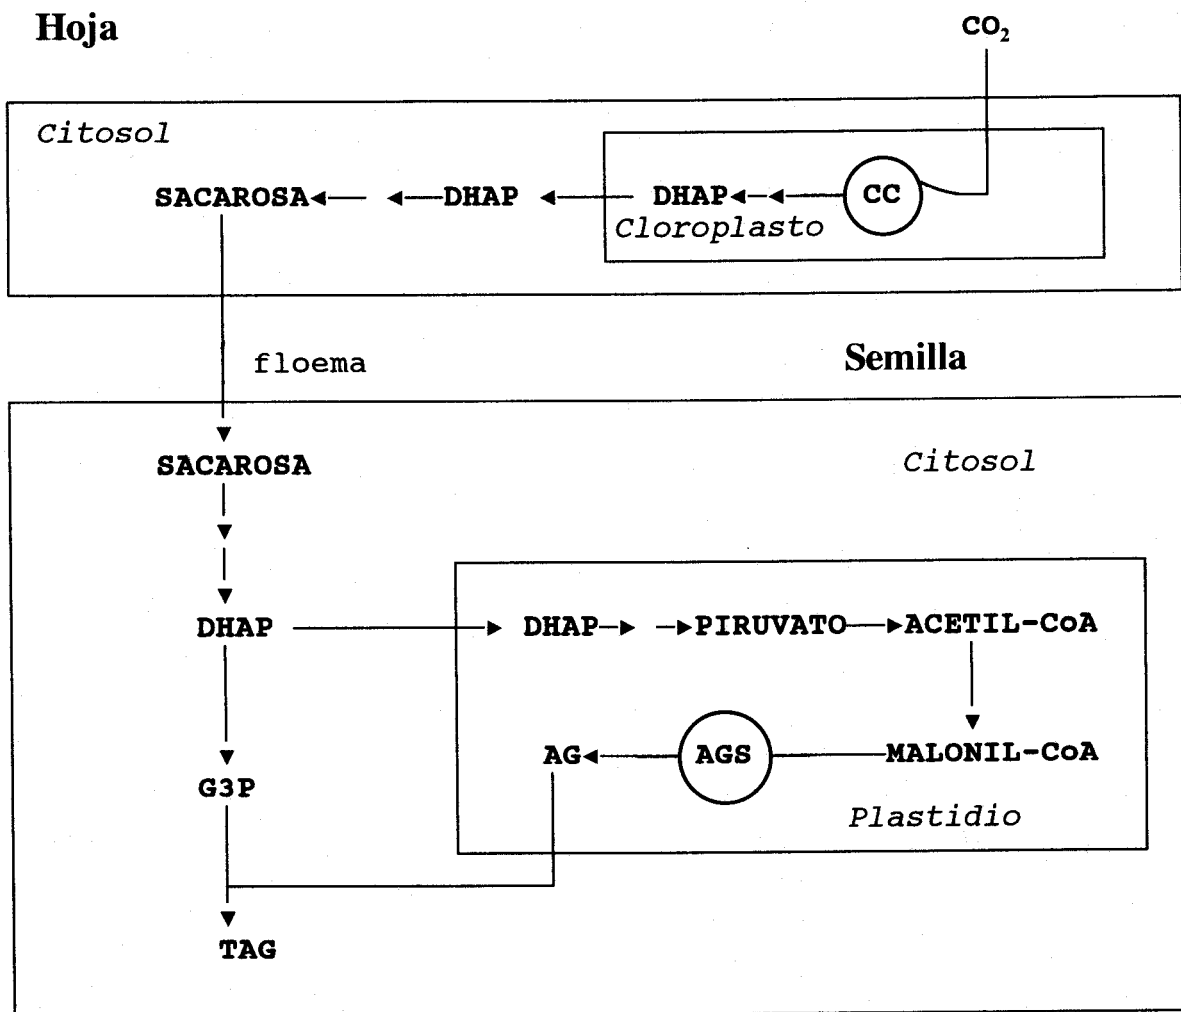 Hoja
CO₂
Citosol
SACAROSA DHAP DHAP CC
Cloroplasto
floema
Semilla
SACAROSA
Citosol
DHAP DHAP PIRUVATO ACETIL-CoA
AG AGS MALONIL-CoA
G3P
Plastidio
TAG